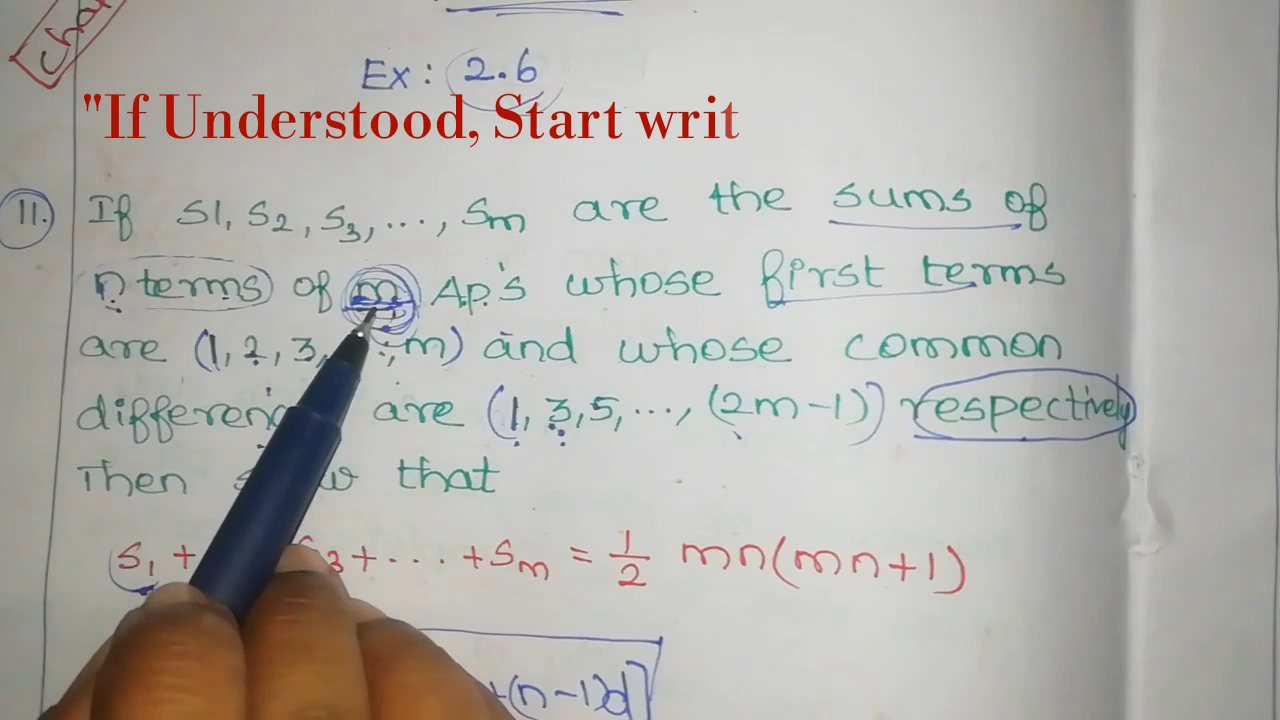 Ex: 2.6
"If Understood, Start writ
11. If S1, S2, S3, ..., Sm are the sums of
n terms of m Ap's whose first terms
are (1, 2, 3, m) and whose common
are (1, 3, 5, ..., (2m-1)) respectively
Then that
S1 + 3 + ... + Sm = 1/2 mn(mn+1)
+(n-1)d]